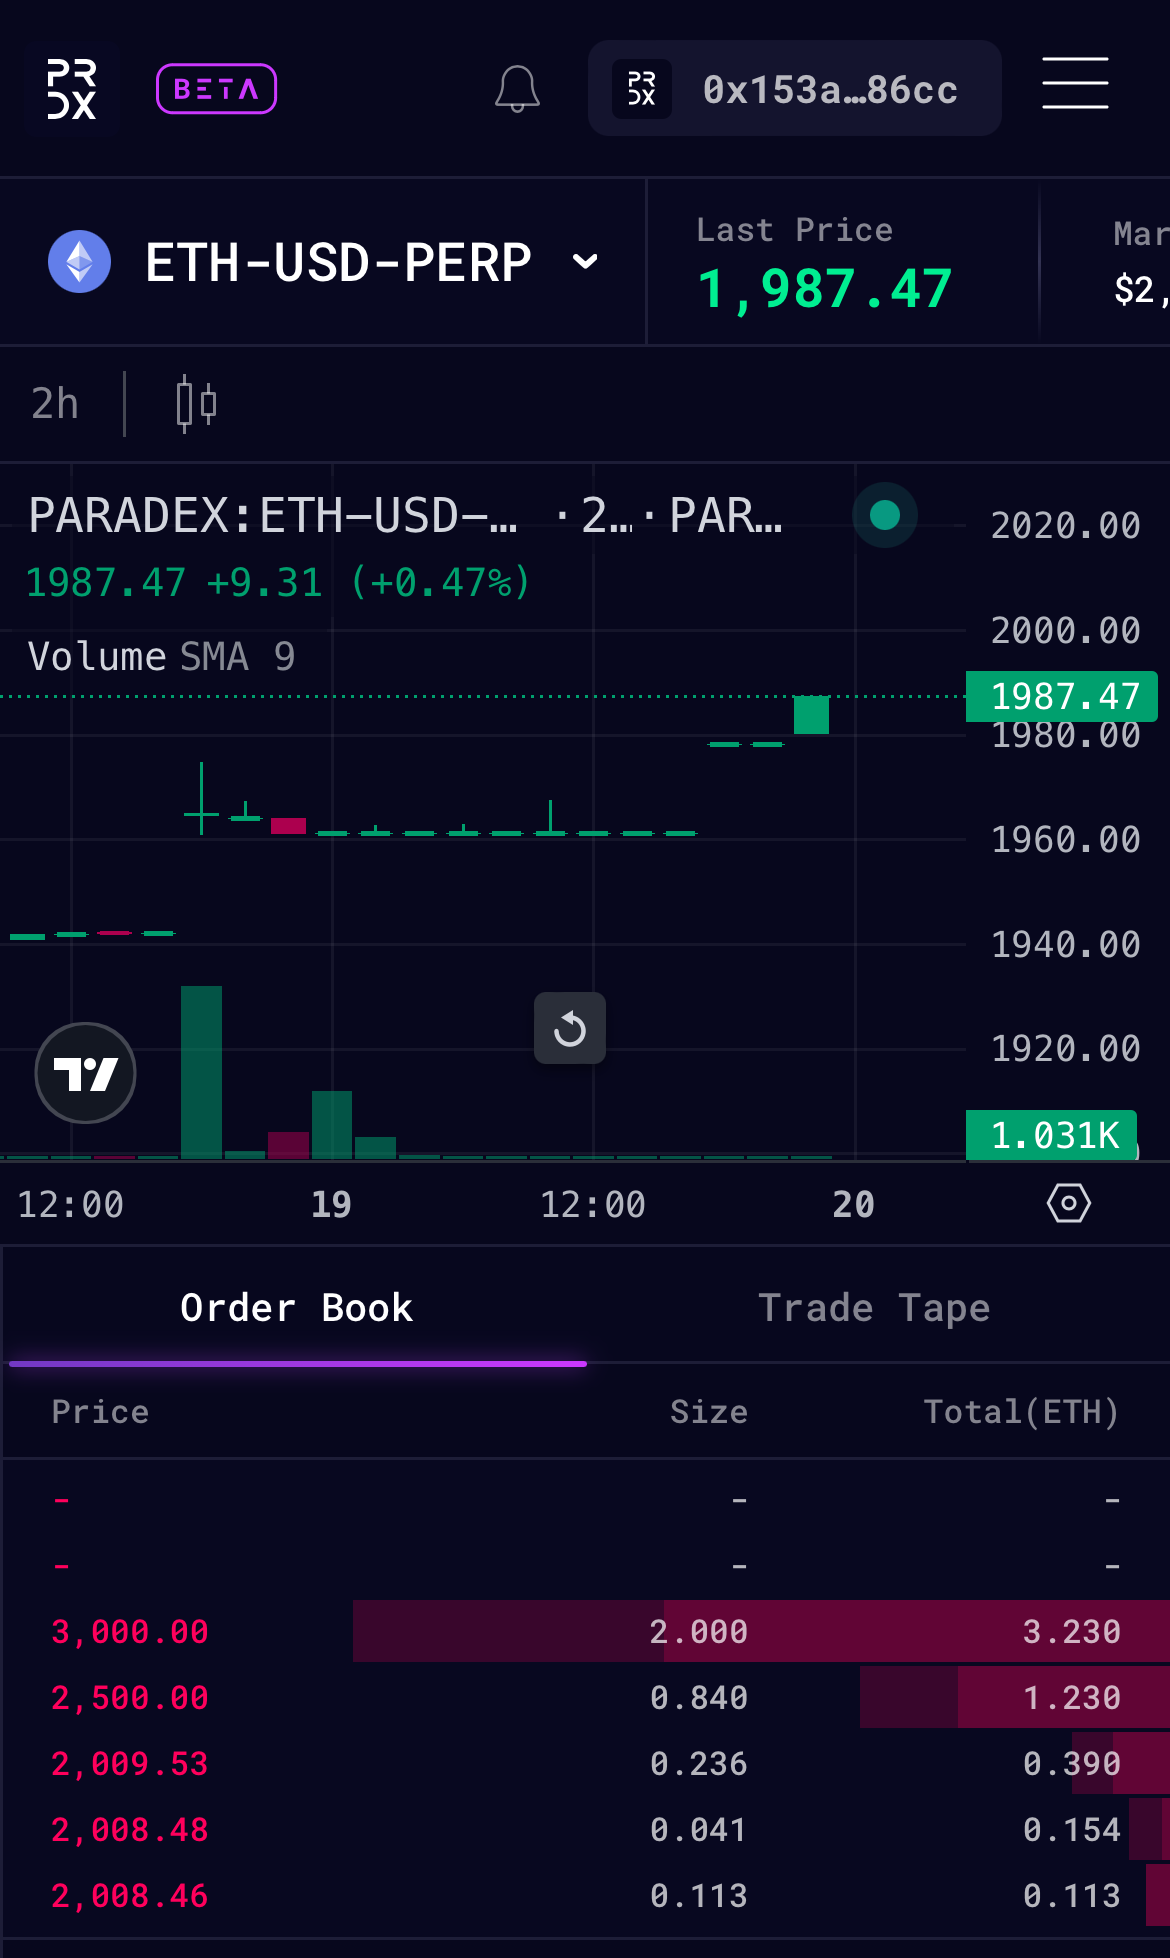 PR
DX
BETA
PR
DX
0x153a…86cc
ETH-USD-PERP
Last Price
1,987.47
Mar
$2,
2h
PARADEX:ETH–USD–… ·2…·PAR…
1987.47 +9.31 (+0.47%)
Volume SMA 9
2020.00
2000.00
1987.47
1980.00
1960.00
1940.00
1920.00
1.031K
12:00 19 12:00 20
Order Book Trade Tape
Price Size Total(ETH)
- - -
- - -
3,000.00 2.000 3.230
2,500.00 0.840 1.230
2,009.53 0.236 0.390
2,008.48 0.041 0.154
2,008.46 0.113 0.113